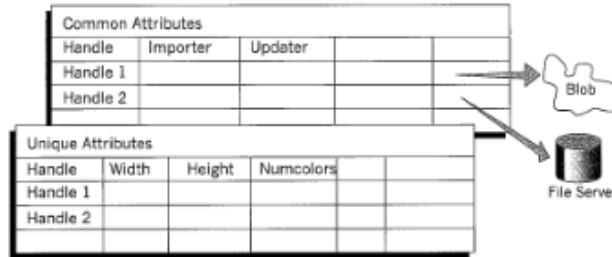 Common Attributes
Handle Importer Updater
Handle 1
Handle 2
Blob
Unique Attributes
Handle Width Height Numcolors
Handle 1
Handle 2
File Serve